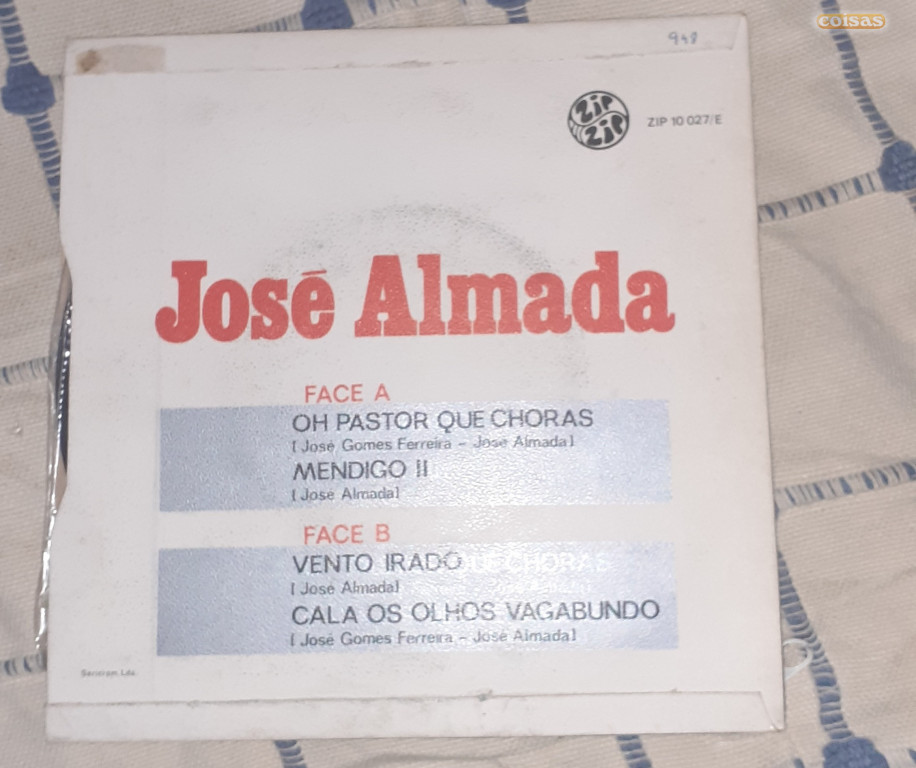 coisas
948
ZIP ZIP
ZIP 10 027/E
José Almada
FACE A
OH PASTOR QUE CHORAS
[José Gomes Ferreira - José Almada]
MENDIGO II
[José Almada]
FACE B
VENTO IRADO
[José Almada]
CALA OS OLHOS VAGABUNDO
[José Gomes Ferreira - José Almada]